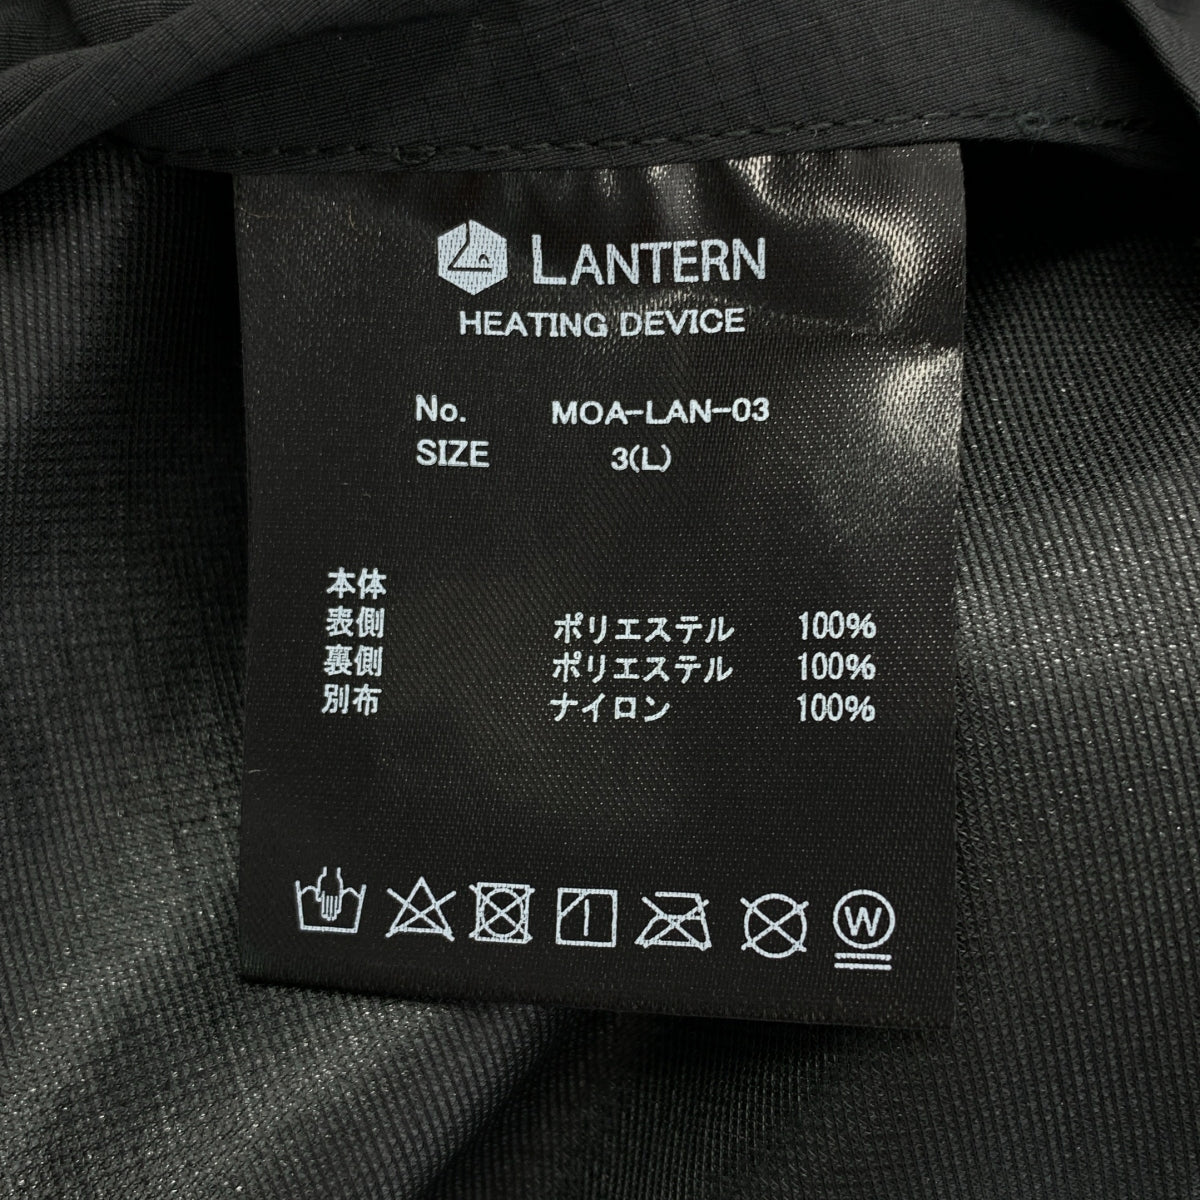 LANTERN
HEATING DEVICE
No. MOA-LAN-03
SIZE 3(L)
本体
表側 ポリエステル 100%
裏側 ポリエステル 100%
別布 ナイロン 100%
W